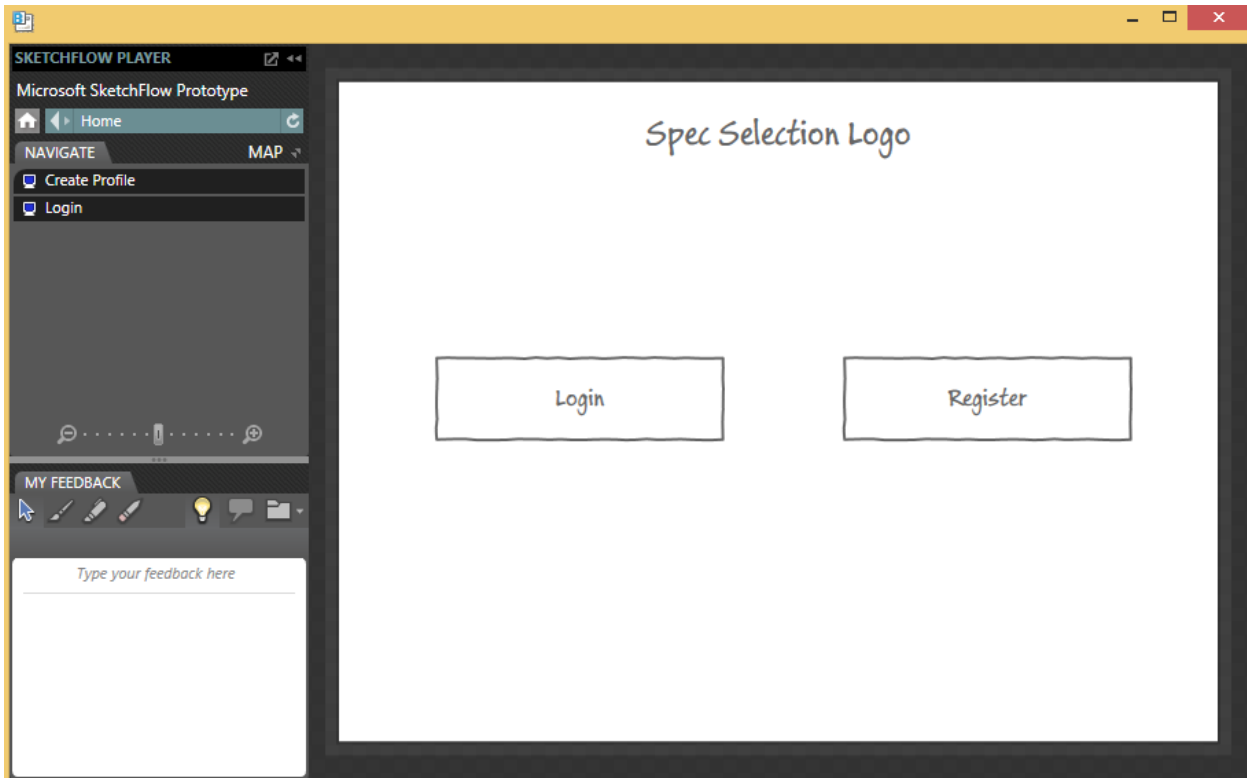 SKETCHFLOW PLAYER
Microsoft SketchFlow Prototype
Home
NAVIGATE MAP
Create Profile
Login
MY FEEDBACK
Type your feedback here
Spec Selection Logo
Login Register